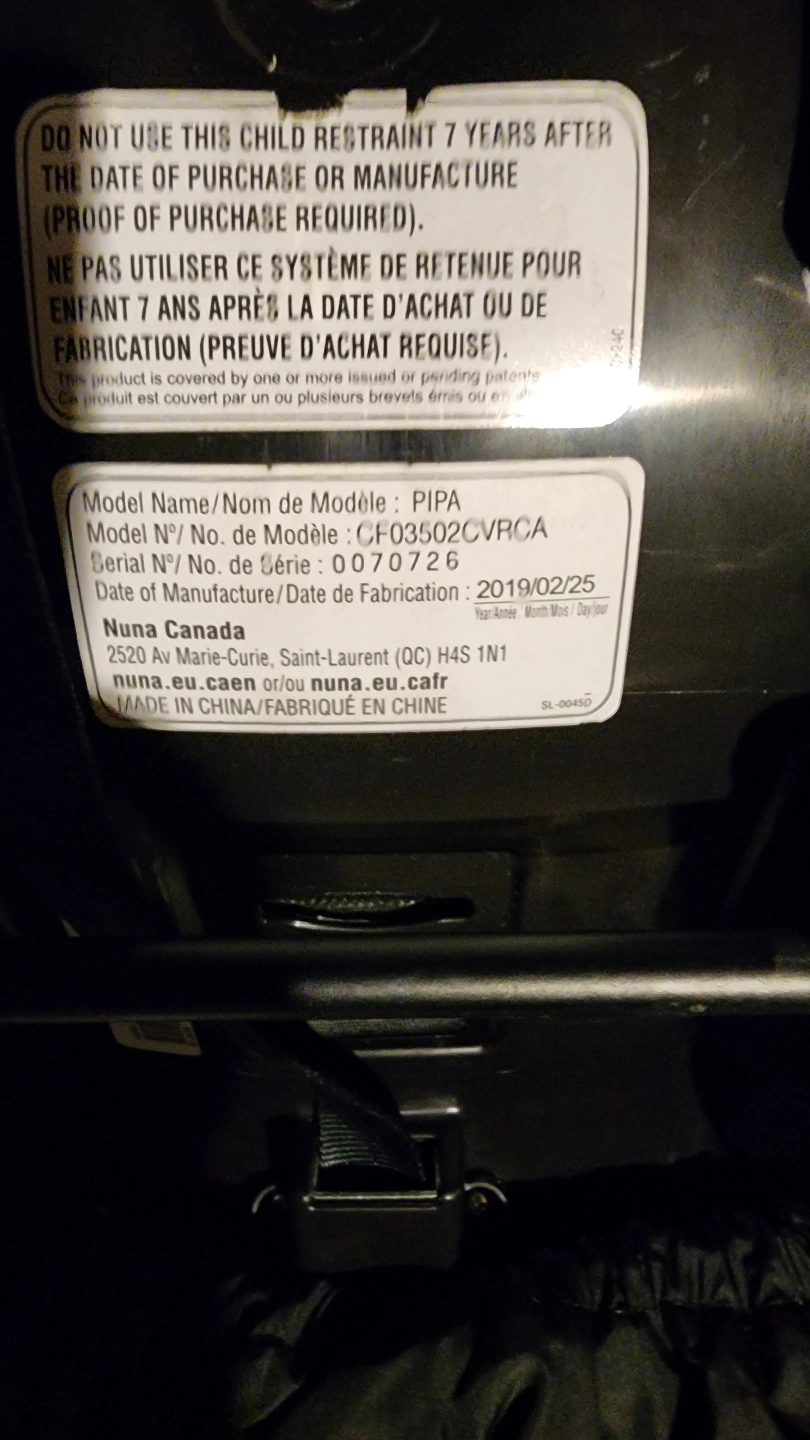 DO NOT USE THIS CHILD RESTRAINT 7 YEARS AFTER
THE DATE OF PURCHASE OR MANUFACTURE
(PROOF OF PURCHASE REQUIRED).
NE PAS UTILISER CE SYSTÈME DE RETENUE POUR
ENFANT 7 ANS APRÈS LA DATE D'ACHAT OU DE
FABRICATION (PREUVE D'ACHAT REQUISE).
This product is covered by one or more issued or pending patents
Ce produit est couvert par un ou plusieurs brevets émis ou
Model Name/Nom de Modèle : PIPA
Model Nº/ No. de Modèle : CF03502CVRCA
Serial Nº/ No. de Série : 0070726
Date of Manufacture/Date de Fabrication : 2019/02/25
Year/Année / Month/Mois / Day/jour
Nuna Canada
2520 Av Marie-Curie, Saint-Laurent (QC) H4S 1N1
nuna.eu.caen or/ou nuna.eu.cafr
MADE IN CHINA/FABRIQUÉ EN CHINE
SL-0045D